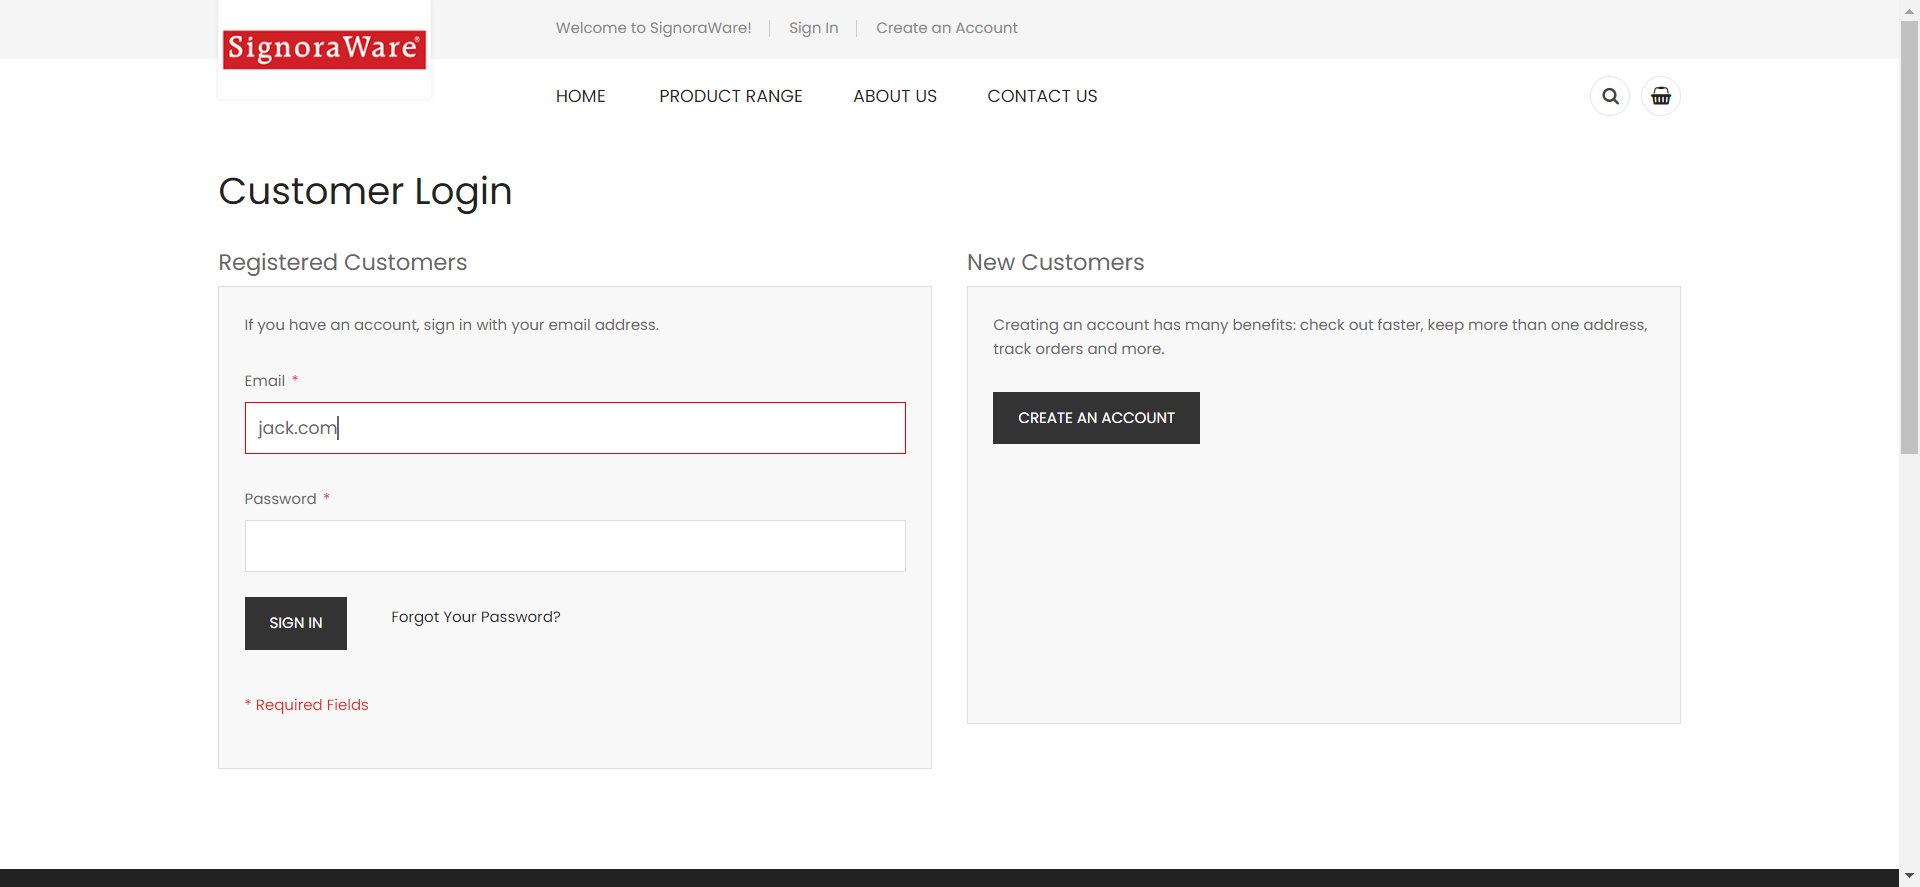 SignoraWare®
Welcome to SignoraWare!
Sign In
Create an Account
HOME
PRODUCT RANGE
ABOUT US
CONTACT US
Customer Login
Registered Customers
If you have an account, sign in with your email address.
Email *
jack.com
Password *
SIGN IN
Forgot Your Password?
* Required Fields
New Customers
Creating an account has many benefits: check out faster, keep more than one address,
track orders and more.
CREATE AN ACCOUNT